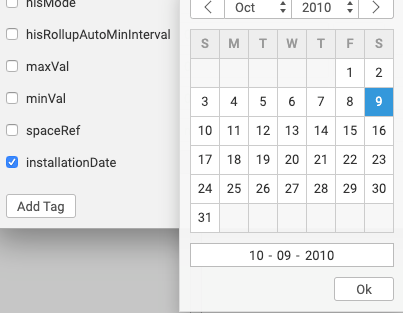 hisMode
hisRollupAutoMinInterval
maxVal
minVal
spaceRef
installationDate
Add Tag
Oct 2010
S M T W T F S
1 2
3 4 5 6 7 8 9
10 11 12 13 14 15 16
17 18 19 20 21 22 23
24 25 26 27 28 29 30
31
10 - 09 - 2010
Ok